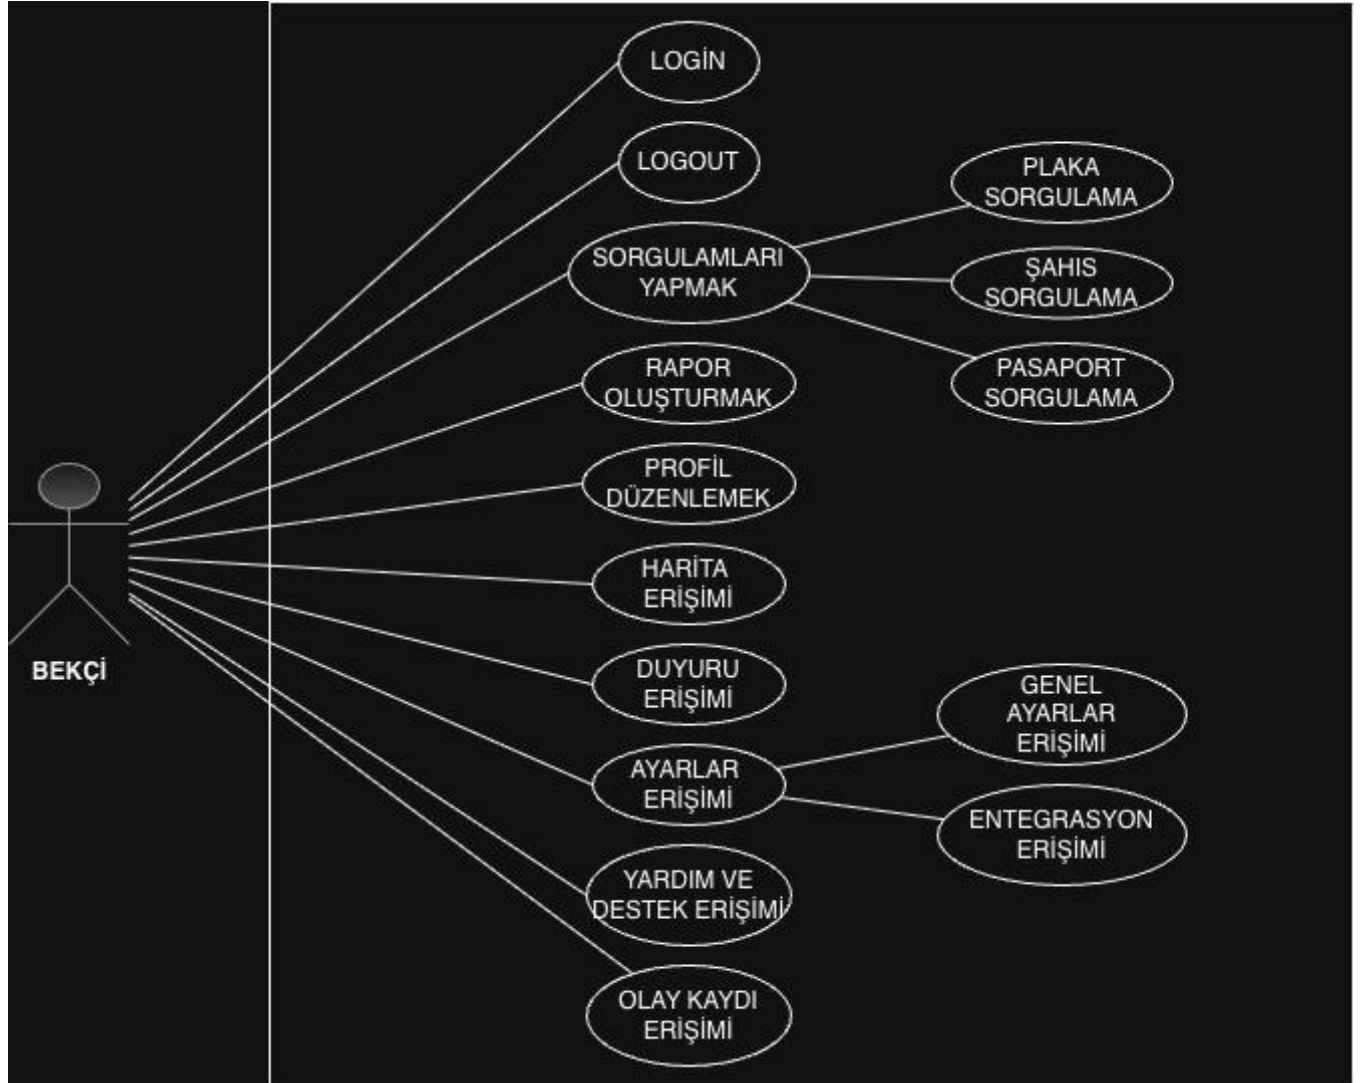 LOGİN
LOGOUT
SORGULAMLARI
YAPMAK
PLAKA
SORGULAMA
ŞAHIS
SORGULAMA
PASAPORT
SORGULAMA
RAPOR
OLUŞTURMAK
PROFİL
DÜZENLEMEK
HARİTA
ERİŞİMİ
BEKÇİ
DUYURU
ERİŞİMİ
AYARLAR
ERİŞİMİ
GENEL
AYARLAR
ERİŞİMİ
ENTEGRASYON
ERİŞİMİ
YARDIM VE
DESTEK ERİŞİMİ
OLAY KAYDI
ERİŞİMİ